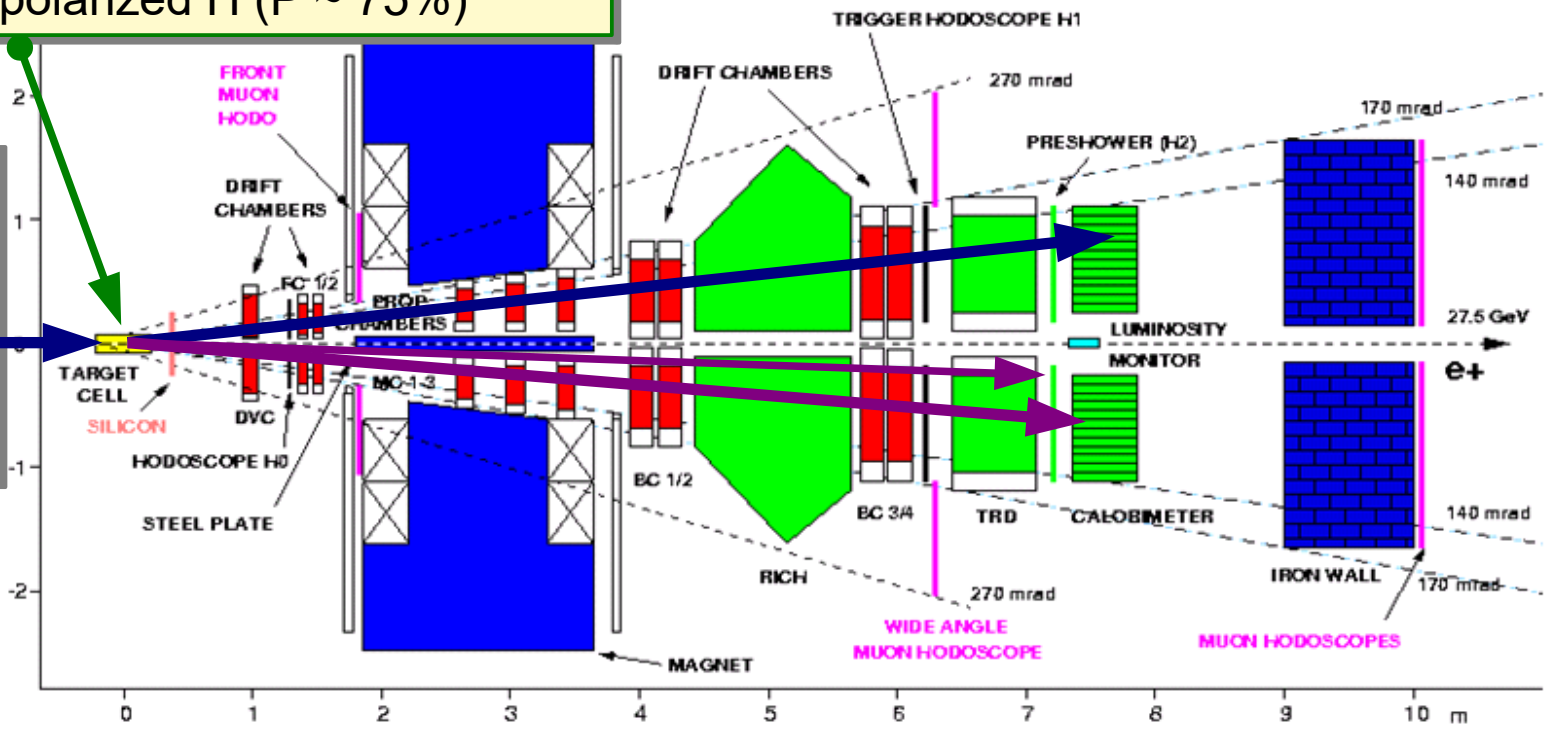 polarized H (P ~ 75%)
TRIGGER HODOSCOPE H1
FRONT
MUON
HODO
DRIFT CHAMBERS
270 mrad
170 mrad
2
PRESHOWER (H2)
DRIFT
CHAMBERS
140 mrad
1
FC 1/2
PROP
CHAMBERS
27.5 GeV
LUMINOSITY
MONITOR
e+
TARGET
CELL
MC 1-3
SILICON
DVC
HODOSCOPE H0
-1
BC 1/2
STEEL PLATE
BC 3/4
TRD
CALORIMETER
140 mrad
RICH
IRON WALL
170 mrad
-2
270 mrad
WIDE ANGLE
MUON HODOSCOPE
MUON HODOSCOPES
MAGNET
0 1 2 3 4 5 6 7 8 9 10 m